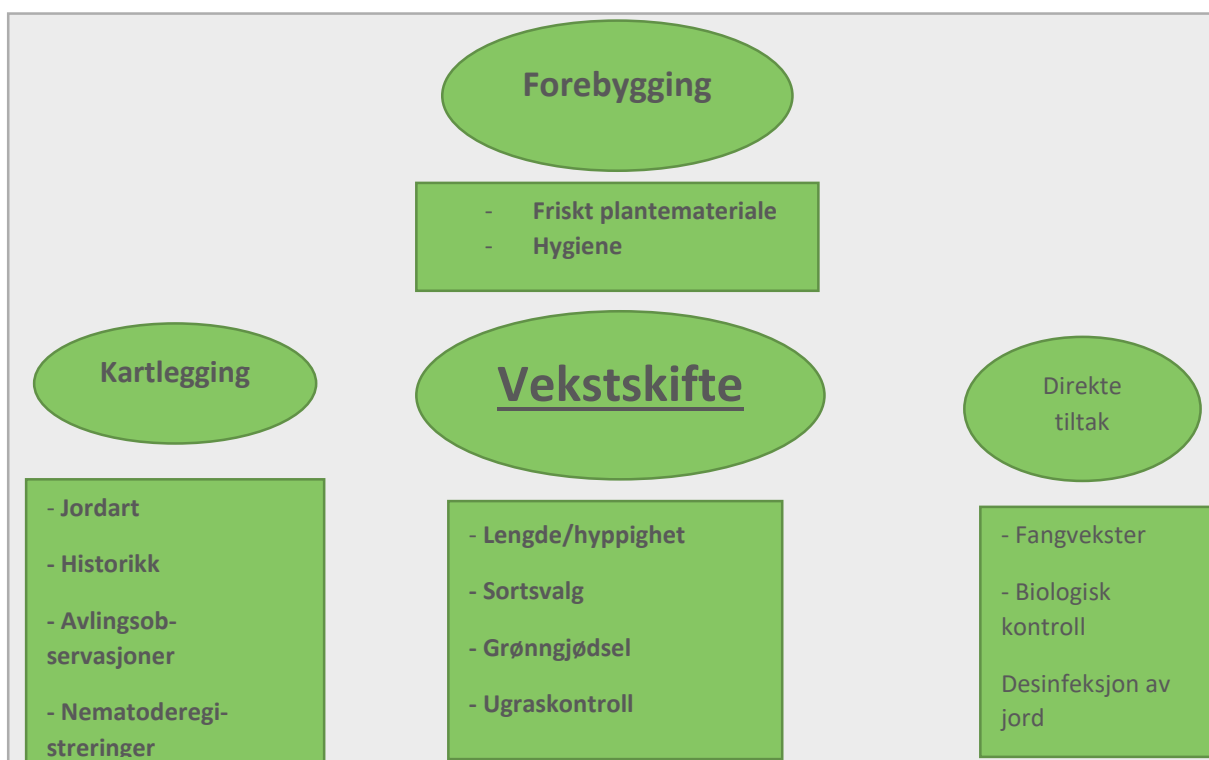 Forebygging
- Friskt plantemateriale
- Hygiene
Kartlegging
- Jordart
- Historikk
- Avlingsob-
servasjoner
- Nematoderegi-
streringer
Vekstskifte
- Lengde/hyppighet
- Sortsvalg
- Grønngjødsel
- Ugraskontroll
Direkte
tiltak
- Fangvekster
- Biologisk
kontroll
Desinfeksjon av
jord